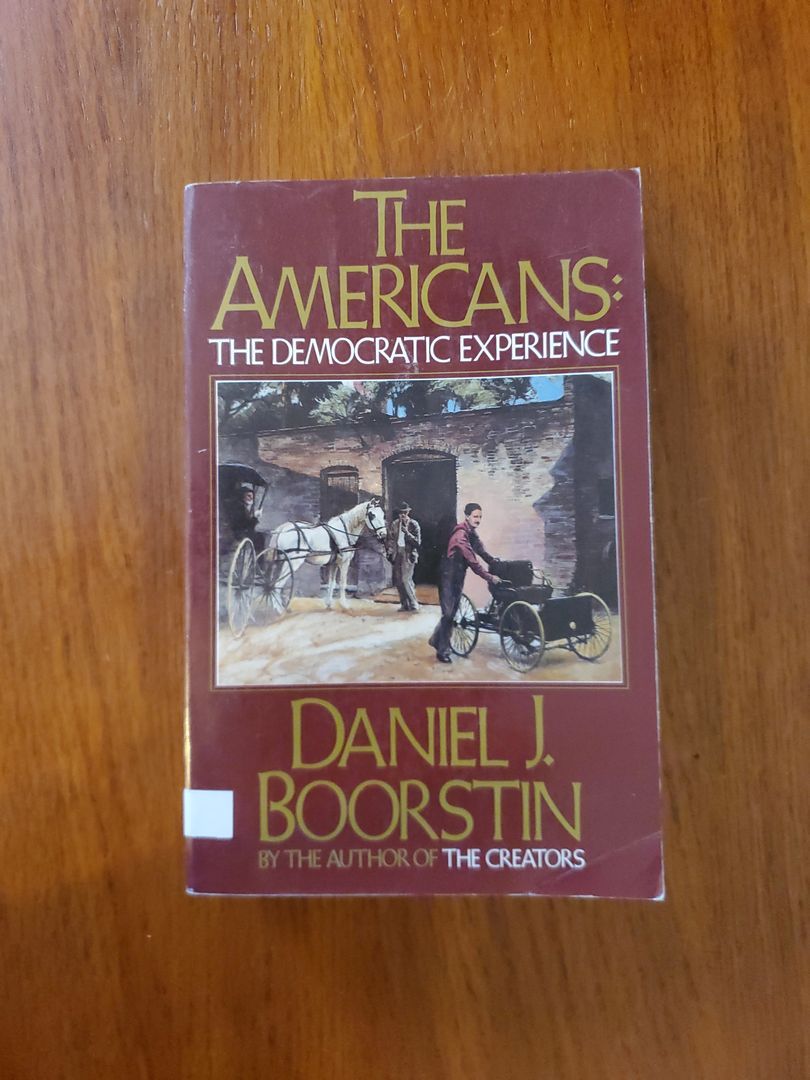 THE
AMERICANS:
THE DEMOCRATIC EXPERIENCE
DANIEL J.
BOORSTIN
BY THE AUTHOR OF THE CREATORS